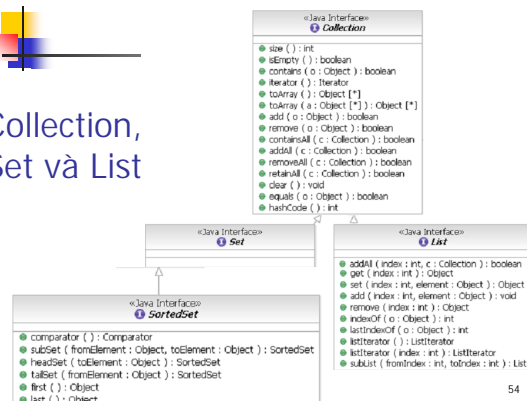 Collection,
Set và List
«Java Interface»
Collection
size ( ) : int
isEmpty ( ) : boolean
contains ( o : Object ) : boolean
iterator ( ) : Iterator
toArray ( ) : Object [*]
toArray ( a : Object [*] ) : Object [*]
add ( o : Object ) : boolean
remove ( o : Object ) : boolean
containsAll ( c : Collection ) : boolean
addAll ( c : Collection ) : boolean
removeAll ( c : Collection ) : boolean
retainAll ( c : Collection ) : boolean
clear ( ) : void
equals ( o : Object ) : boolean
hashCode ( ) : int
«Java Interface»
Set
«Java Interface»
List
addAll ( index : int, c : Collection ) : boolean
get ( index : int ) : Object
set ( index : int, element : Object ) : Object
add ( index : int, element : Object ) : void
remove ( index : int ) : Object
indexOf ( o : Object ) : int
lastIndexOf ( o : Object ) : int
listIterator ( ) : ListIterator
listIterator ( index : int ) : ListIterator
subList ( fromIndex : int, toIndex : int ) : List
«Java Interface»
SortedSet
comparator ( ) : Comparator
subSet ( fromElement : Object, toElement : Object ) : SortedSet
headSet ( toElement : Object ) : SortedSet
tailSet ( fromElement : Object ) : SortedSet
first ( ) : Object
last ( ) : Object
54